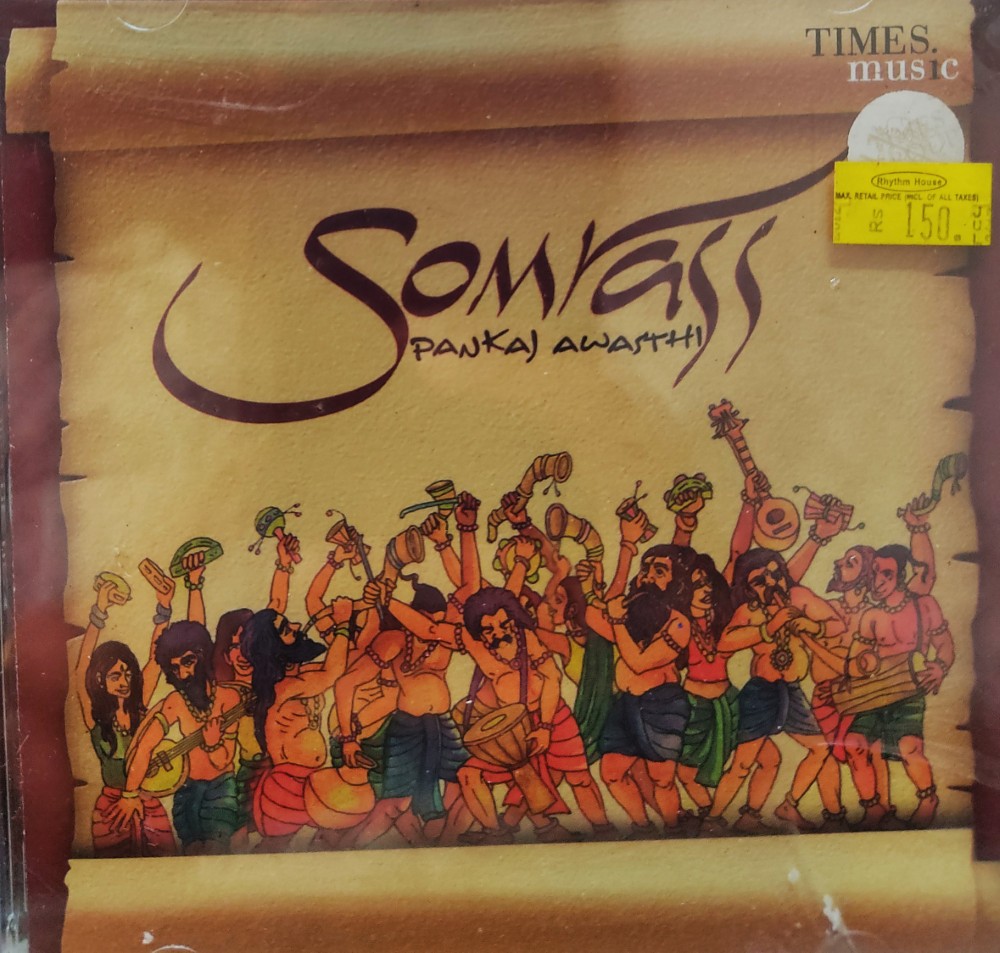 TIMES.
music
Rhythm House
MAX. RETAIL PRICE (INCL. OF ALL TAXES)
RS 150.
Somrass
PANKAJ AWASTHI